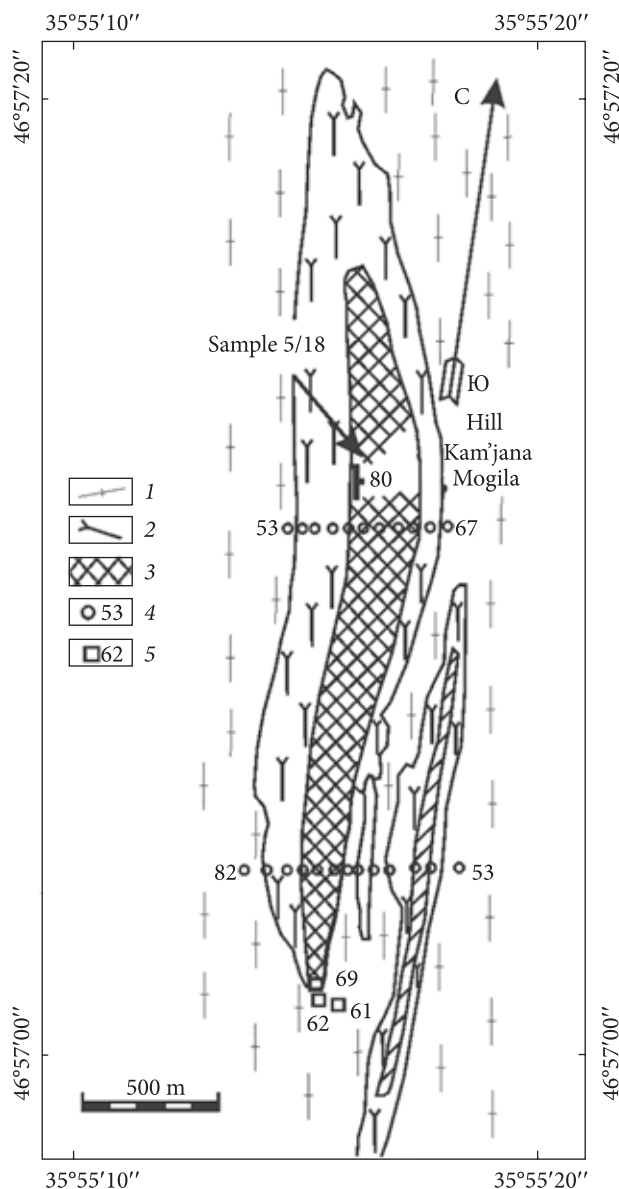 35°55′10″ 35°55′20″
46°57′20″ 46°57′20″
С
Sample 5/18
Ю
Hill
Kam'jana
Mogila
80
53 67
1
2
3
53 4
62 5
82 53
69
62 61
46°57′00″ 46°57′00″
500 m
35°55′10″ 35°55′20″